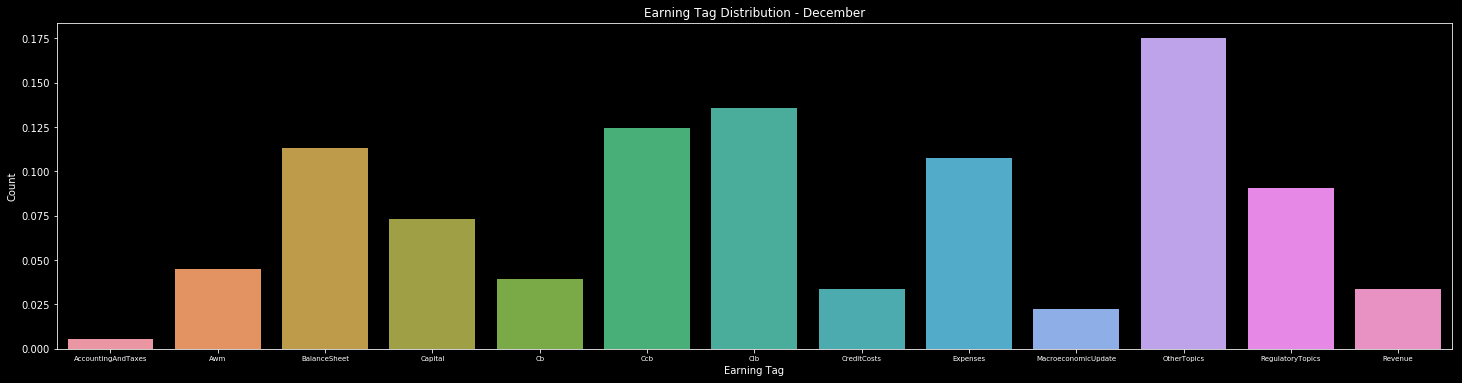 Earning Tag Distribution - December
0.175
0.150
0.125
0.100
0.075
0.050
0.025
0.000
Count
AccountingAndTaxes Awm BalanceSheet Capital Cb Ccb Cib CreditCosts Expenses MacroeconomicUpdate OtherTopics RegulatoryTopics Revenue
Earning Tag